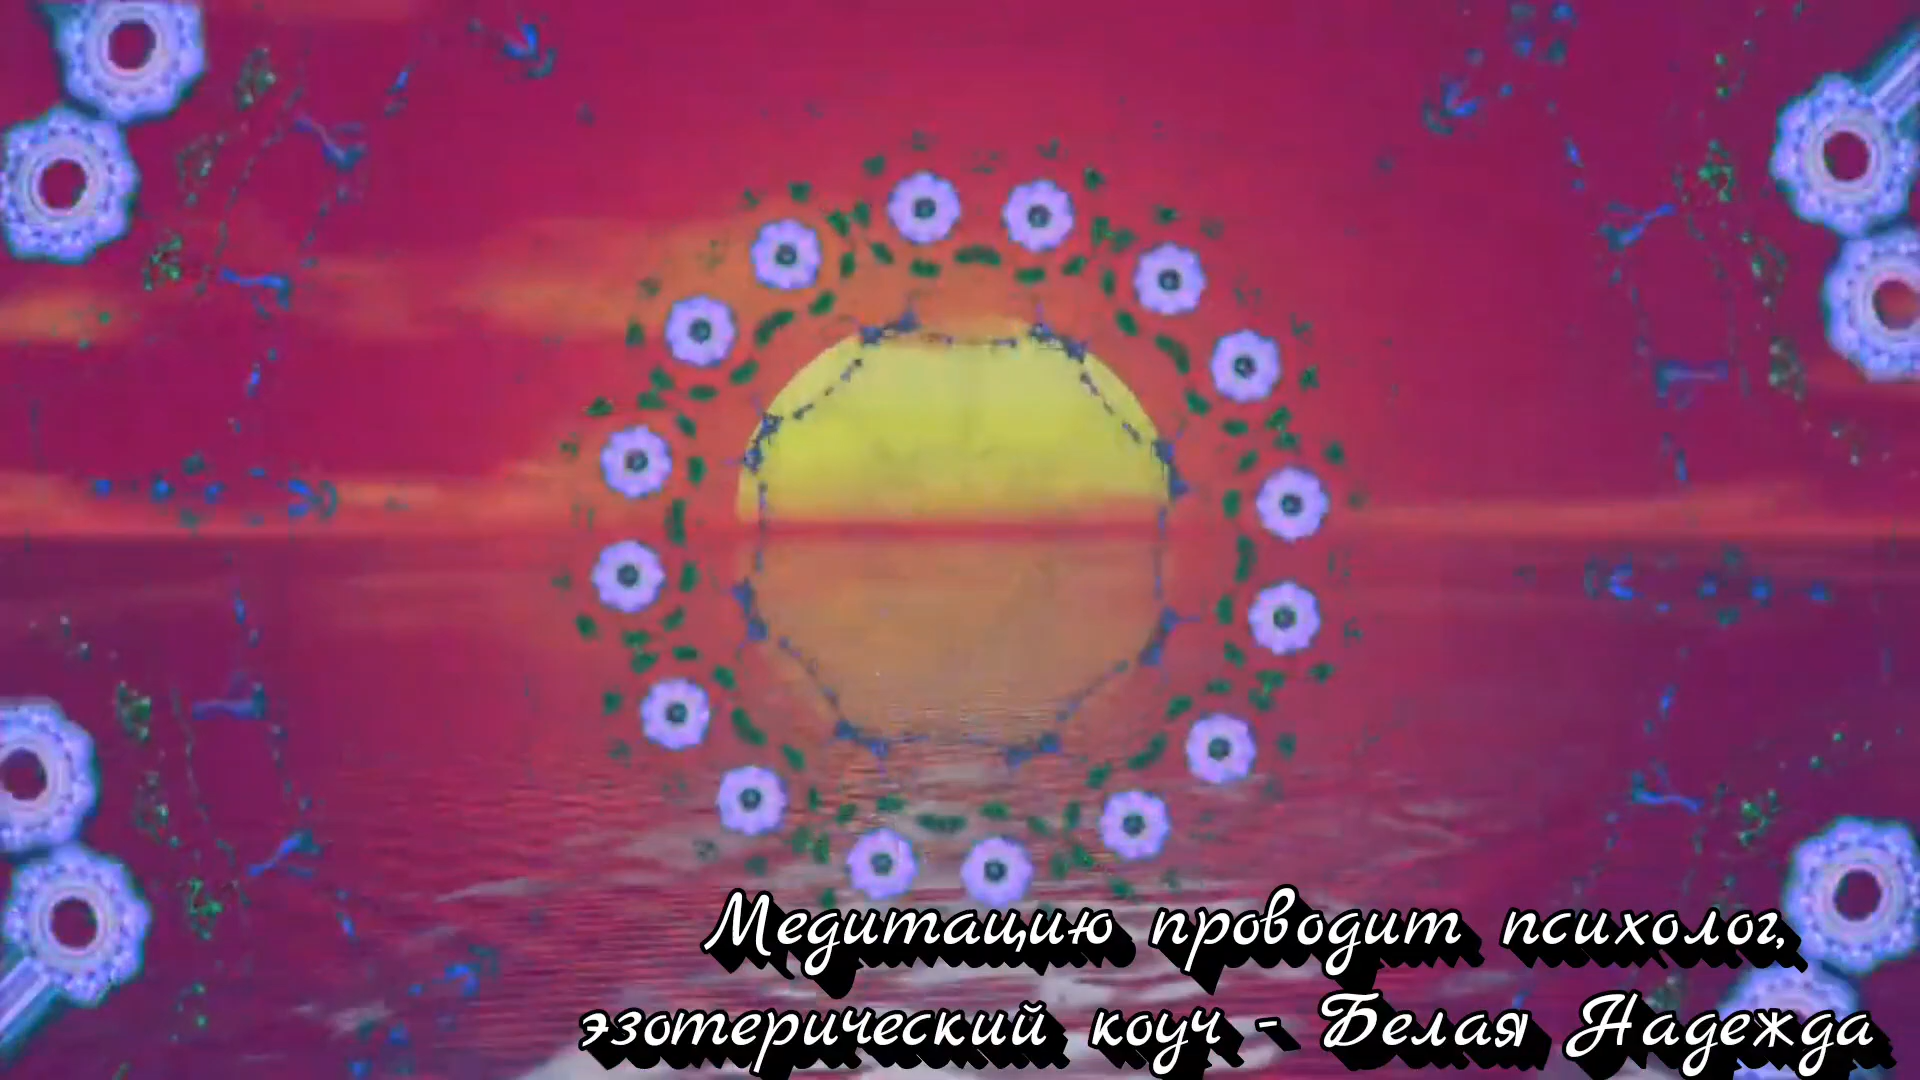 Медитацию проводит психолог,
эзотерический коуч - Белая Надежда